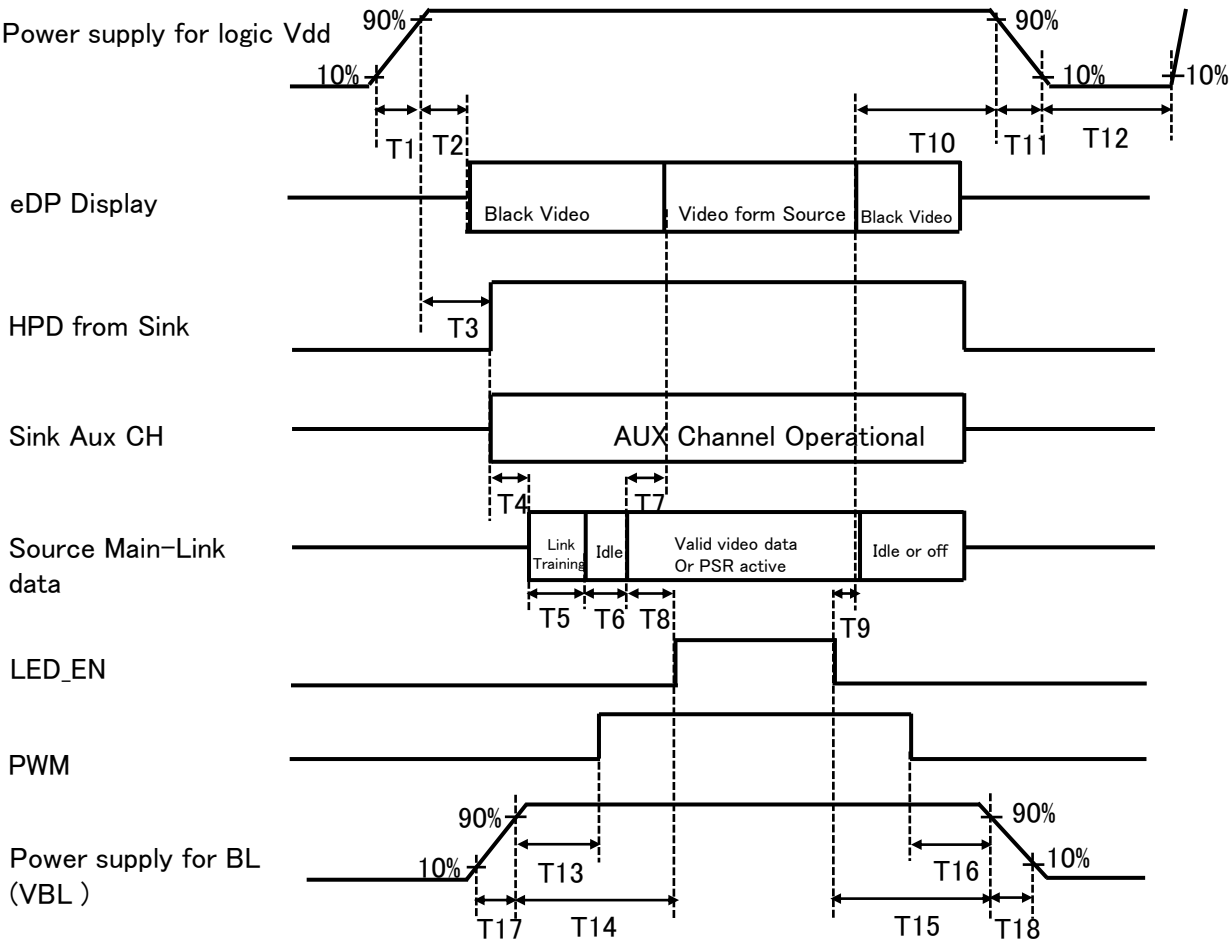 90%
90%
Power supply for logic Vdd
10%
10%
10%
T1
T2
T10
T11
T12
eDP Display
Black Video
Video form Source
Black Video
HPD from Sink
T3
Sink Aux CH
AUX Channel Operational
T4
T7
Source Main-Link
data
Link
Training
Idle
Valid video data
Or PSR active
Idle or off
T5
T6
T8
T9
LED_EN
PWM
90%
90%
Power supply for BL
(VBL )
10%
T13
T16
10%
T17
T14
T15
T18